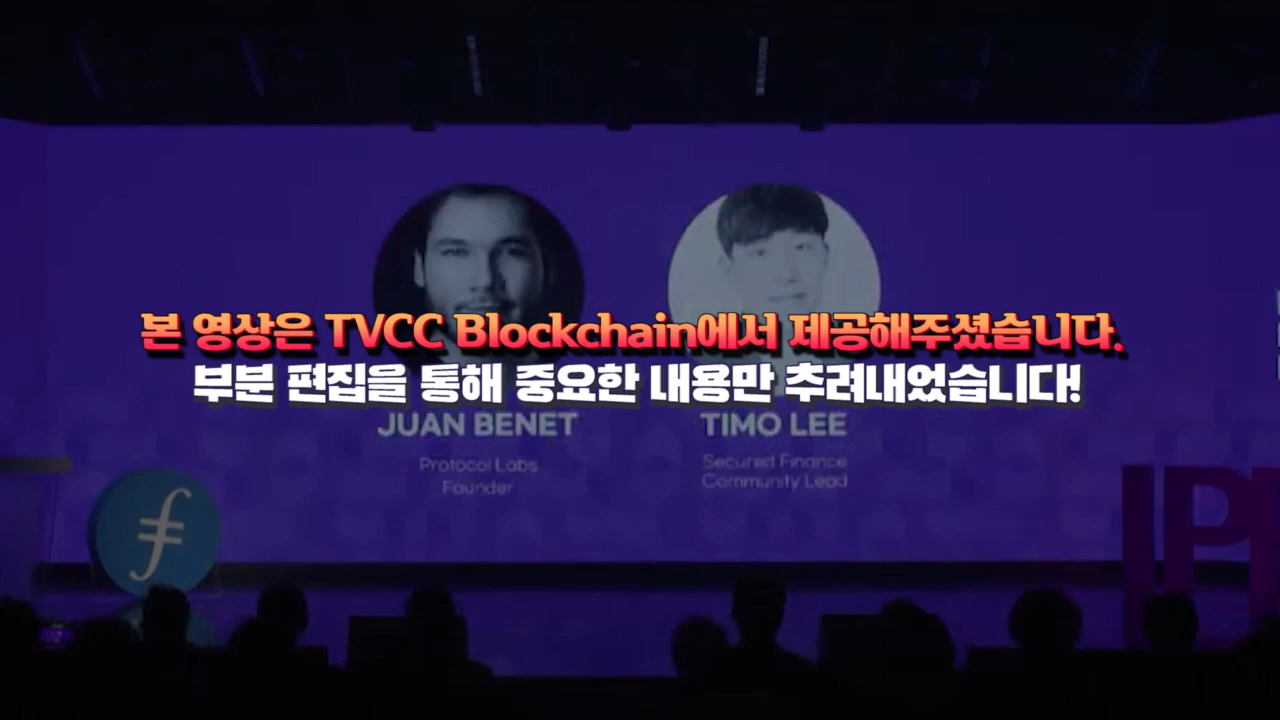 본 영상은 TVCC Blockchain에서 제공해주셨습니다.
부분 편집을 통해 중요한 내용만 추려내었습니다!
JUAN BENET
Protocol Labs
Founder
TIMO LEE
Secured Finance
Community Lead
f
IP